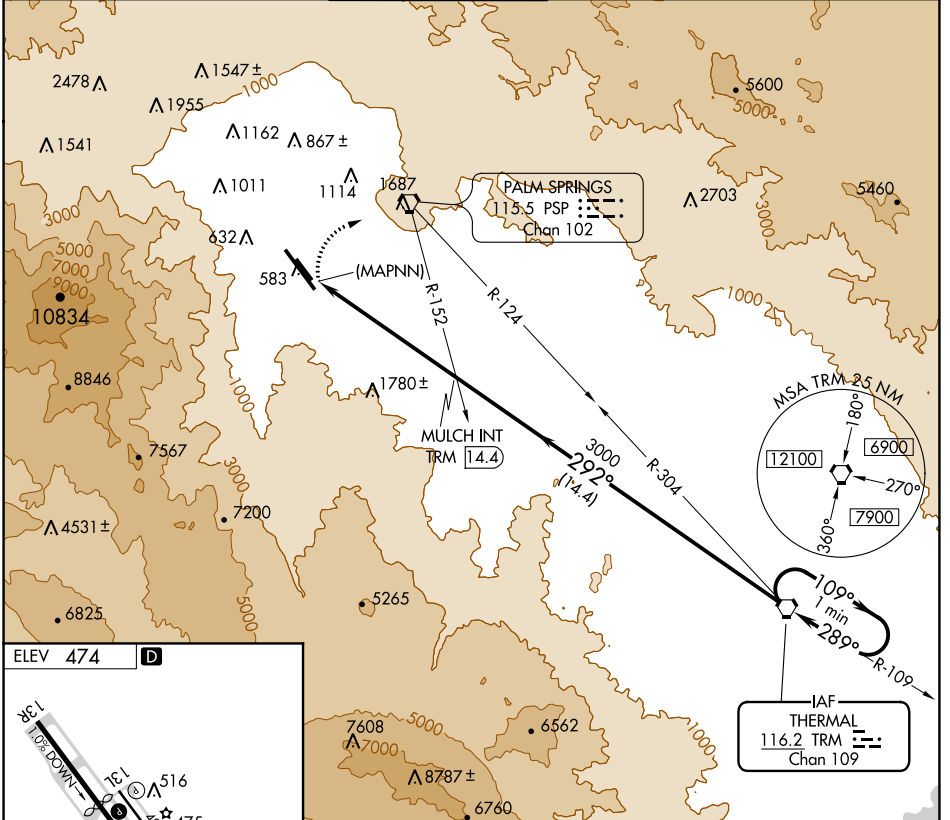 2478
1547 ±
1000
1955
1541
1162
867 ±
1011
1114
1687
632
583
(MAPNN)
PALM SPRINGS
115.5 PSP
Chan 102
2703
5600
5000
5460
3000
1000
3000
5000
7000
9000
10834
8846
7567
1000
3000
7200
4531 ±
6825
5000
R-152
R-124
1780 ±
MULCH INT
TRM 14.4
3000
292°
(14.4)
R-304
MSA TRM 25 NM
180°
6900
12100
270°
7900
360°
109°
1 min
289°
R-109
IAF
THERMAL
116.2 TRM
Chan 109
5265
7608
5000
7000
6562
8787 ±
6760
1000
ELEV 474 D
13R
1.0% DOWN
13L
P
516
P